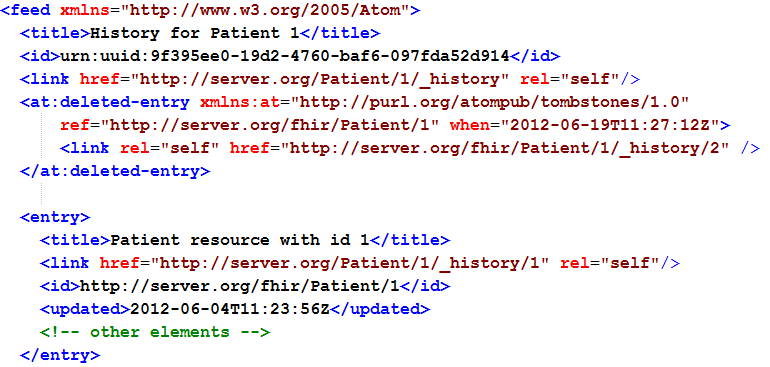 <feed xmlns="http://www.w3.org/2005/Atom">
<title>History for Patient 1</title>
<id>urn:uuid:9f395ee0-19d2-4760-baf6-097fda52d914</id>
<link href="http://server.org/Patient/1/_history" rel="self"/>
<at:deleted-entry xmlns:at="http://purl.org/atompub/tombstones/1.0"
ref="http://server.org/fhir/Patient/1" when="2012-06-19T11:27:12Z">
<link rel="self" href="http://server.org/fhir/Patient/1/_history/2" />
</at:deleted-entry>
<entry>
<title>Patient resource with id 1</title>
<link href="http://server.org/Patient/1/_history/1" rel="self"/>
<id>http://server.org/fhir/Patient/1</id>
<updated>2012-06-04T11:23:56Z</updated>
<!-- other elements -->
</entry>